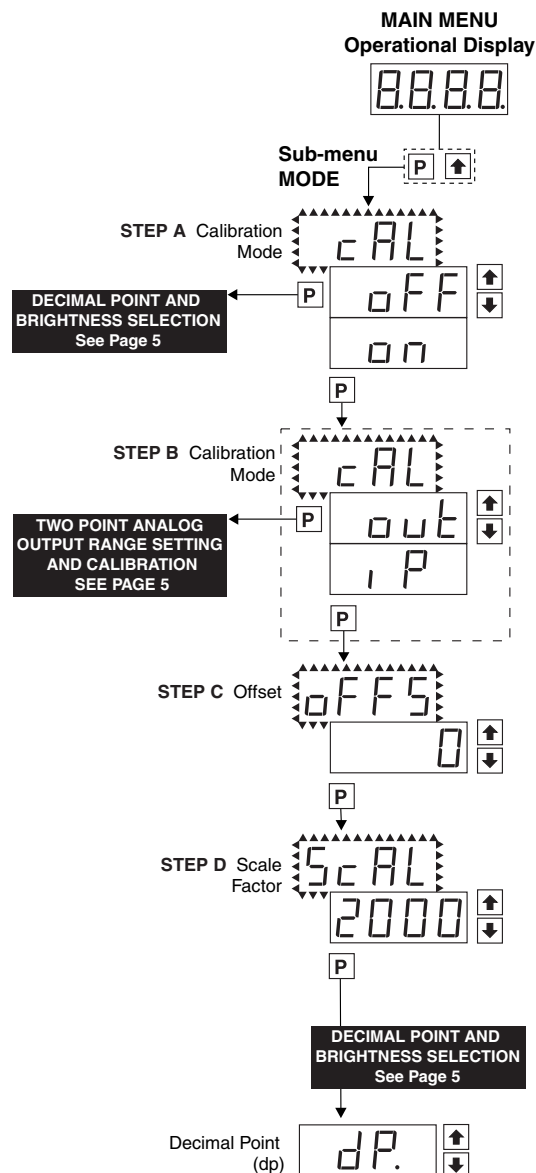 MAIN MENU
Operational Display
8.8.8.8.
Sub-menu
MODE
P
STEP A Calibration
Mode
cAL
P
oFF
DECIMAL POINT AND
BRIGHTNESS SELECTION
See Page 5
on
P
STEP B Calibration
Mode
cAL
P
out
TWO POINT ANALOG
OUTPUT RANGE SETTING
AND CALIBRATION
SEE PAGE 5
iP
P
STEP C Offset
oFFS
0
P
STEP D Scale
Factor
ScAL
2000
P
DECIMAL POINT AND
BRIGHTNESS SELECTION
See Page 5
Decimal Point
(dp)
dP.